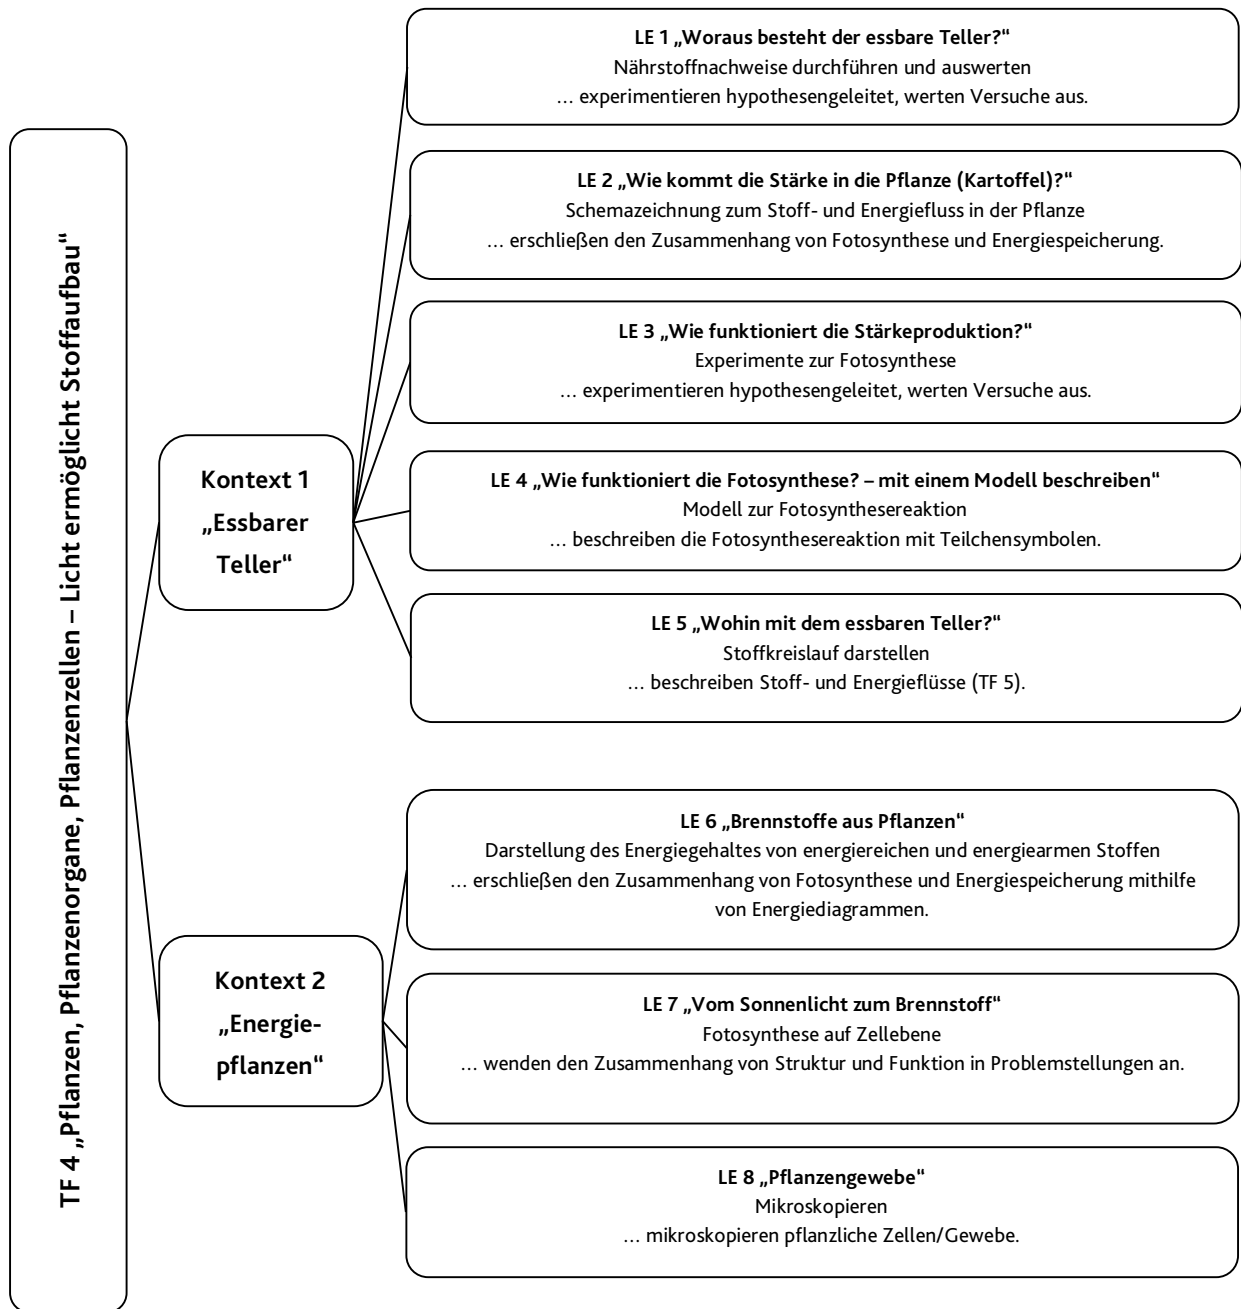 TF 4 „Pflanzen, Pflanzenorgane, Pflanzenzellen – Licht ermöglicht Stoffaufbau“
Kontext 1
„Essbarer
Teller“
LE 1 „Woraus besteht der essbare Teller?“
Nährstoffnachweise durchführen und auswerten
… experimentieren hypothesengeleitet, werten Versuche aus.
LE 2 „Wie kommt die Stärke in die Pflanze (Kartoffel)?“
Schemazeichnung zum Stoff- und Energiefluss in der Pflanze
… erschließen den Zusammenhang von Fotosynthese und Energiespeicherung.
LE 3 „Wie funktioniert die Stärkeproduktion?“
Experimente zur Fotosynthese
… experimentieren hypothesengeleitet, werten Versuche aus.
LE 4 „Wie funktioniert die Fotosynthese? – mit einem Modell beschreiben“
Modell zur Fotosynthesereaktion
… beschreiben die Fotosynthesereaktion mit Teilchensymbolen.
LE 5 „Wohin mit dem essbaren Teller?“
Stoffkreislauf darstellen
… beschreiben Stoff- und Energieflüsse (TF 5).
Kontext 2
„Energie-
pflanzen“
LE 6 „Brennstoffe aus Pflanzen“
Darstellung des Energiegehaltes von energiereichen und energiearmen Stoffen
… erschließen den Zusammenhang von Fotosynthese und Energiespeicherung mithilfe
von Energiediagrammen.
LE 7 „Vom Sonnenlicht zum Brennstoff“
Fotosynthese auf Zellebene
… wenden den Zusammenhang von Struktur und Funktion in Problemstellungen an.
LE 8 „Pflanzengewebe“
Mikroskopieren
… mikroskopieren pflanzliche Zellen/Gewebe.